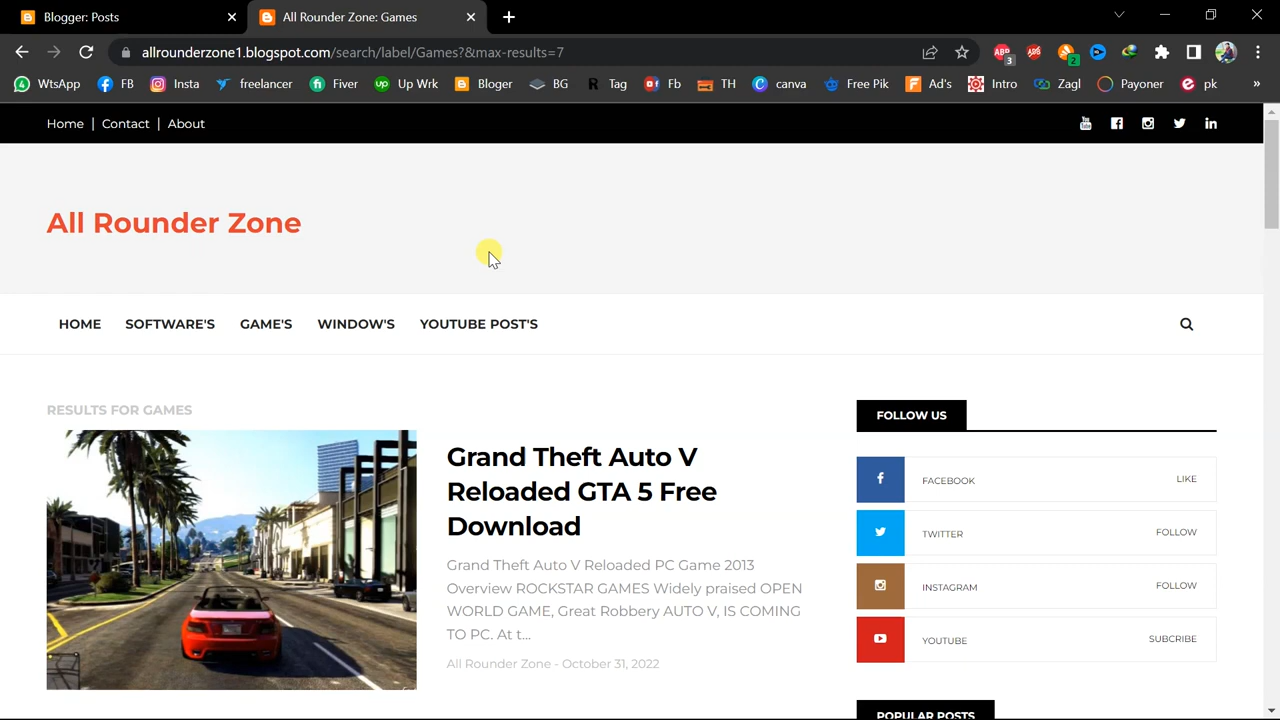 Blogger: Posts
All Rounder Zone: Games
allrounderzone1.blogspot.com/search/label/Games?&max-results=7
ABP 3 ADB 2
WtsApp FB Insta freelancer Fiver Up Wrk Bloger BG Tag Fb TH canva Free Pik Ad's Intro Zagl Payoner pk »
Home | Contact | About
All Rounder Zone
HOME SOFTWARE'S GAME'S WINDOW'S YOUTUBE POST'S
RESULTS FOR GAMES
Grand Theft Auto V
Reloaded GTA 5 Free
Download
Grand Theft Auto V Reloaded PC Game 2013
Overview ROCKSTAR GAMES Widely praised OPEN
WORLD GAME, Great Robbery AUTO V, IS COMING
TO PC. At t...
All Rounder Zone - October 31, 2022
FOLLOW US
FACEBOOK LIKE
TWITTER FOLLOW
INSTAGRAM FOLLOW
YOUTUBE SUBCRIBE
POPULAR POSTS